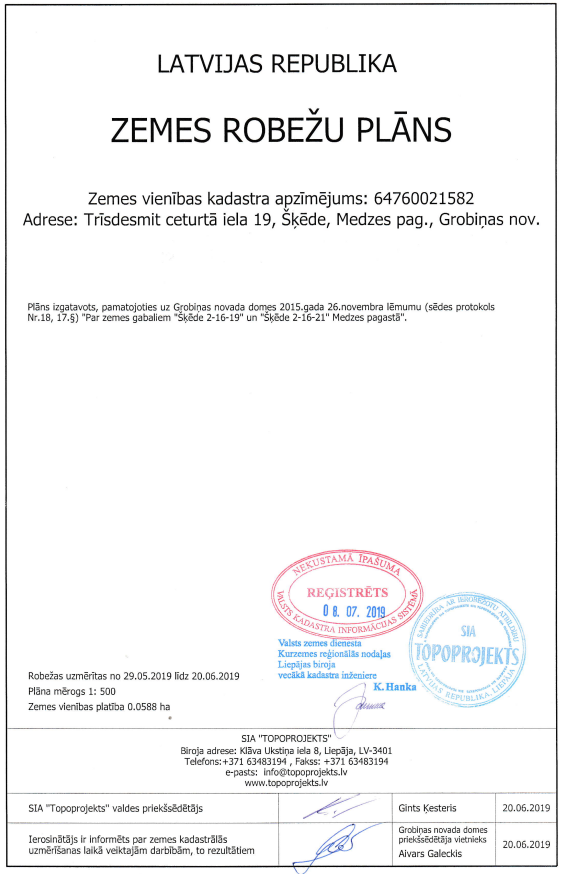 LATVIJAS REPUBLIKA
ZEMES ROBEŽU PLĀNS
Zemes vienības kadastra apzīmējums: 64760021582
Adrese: Trīsdesmit ceturtā iela 19, Šķēde, Medzes pag., Grobiņas nov.
Plāns izgatavots, pamatojoties uz Grobiņas novada domes 2015.gada 26.novembra lēmumu (sēdes protokols
Nr.18, 17.§) "Par zemes gabaliem "Šķēde 2-16-19" un "Šķēde 2-16-21" Medzes pagastā".
NEKUSTAMĀ ĪPAŠUMA
REĢISTRĒTS
08. 07. 2019
VALSTS KADASTRA INFORMĀCIJAS SISTĒMĀ
Valsts zemes dienesta
Kurzemes reģionālās nodaļas
Liepājas biroja
vecākā kadastra inženiere
K. Hanka
SABIEDRĪBA AR IEROBEŽOTU ATBILDĪBU
SIA
TOPOPROJEKTS
LATVIJAS REPUBLIKA, LIEPĀJA
Robežas uzmērītas no 29.05.2019 līdz 20.06.2019
Plāna mērogs 1: 500
Zemes vienības platība 0.0588 ha
SIA "TOPOPROJEKTS"
Biroja adrese: Klāva Ukstiņa iela 8, Liepāja, LV-3401
Telefons:+371 63483194 , Fakss: +371 63483194
e-pasts: info@topoprojekts.lv
www.topoprojekts.lv
SIA "Topoprojekts" valdes priekšsēdētājs
Gints Ķesteris
20.06.2019
Ierosinātājs ir informēts par zemes kadastrālās
uzmērīšanas laikā veiktajām darbībām, to rezultātiem
Grobiņas novada domes
priekšsēdētāja vietnieks
Aivars Galeckis
20.06.2019